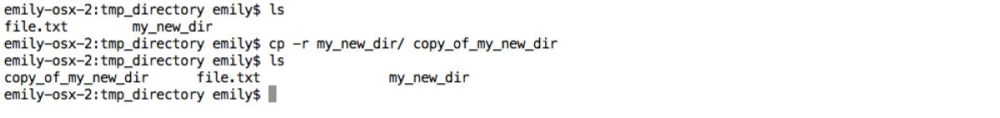 emily-osx-2:tmp_directory emily$ ls
file.txt        my_new_dir
emily-osx-2:tmp_directory emily$ cp -r my_new_dir/ copy_of_my_new_dir
emily-osx-2:tmp_directory emily$ ls
copy_of_my_new_dir      file.txt                my_new_dir
emily-osx-2:tmp_directory emily$